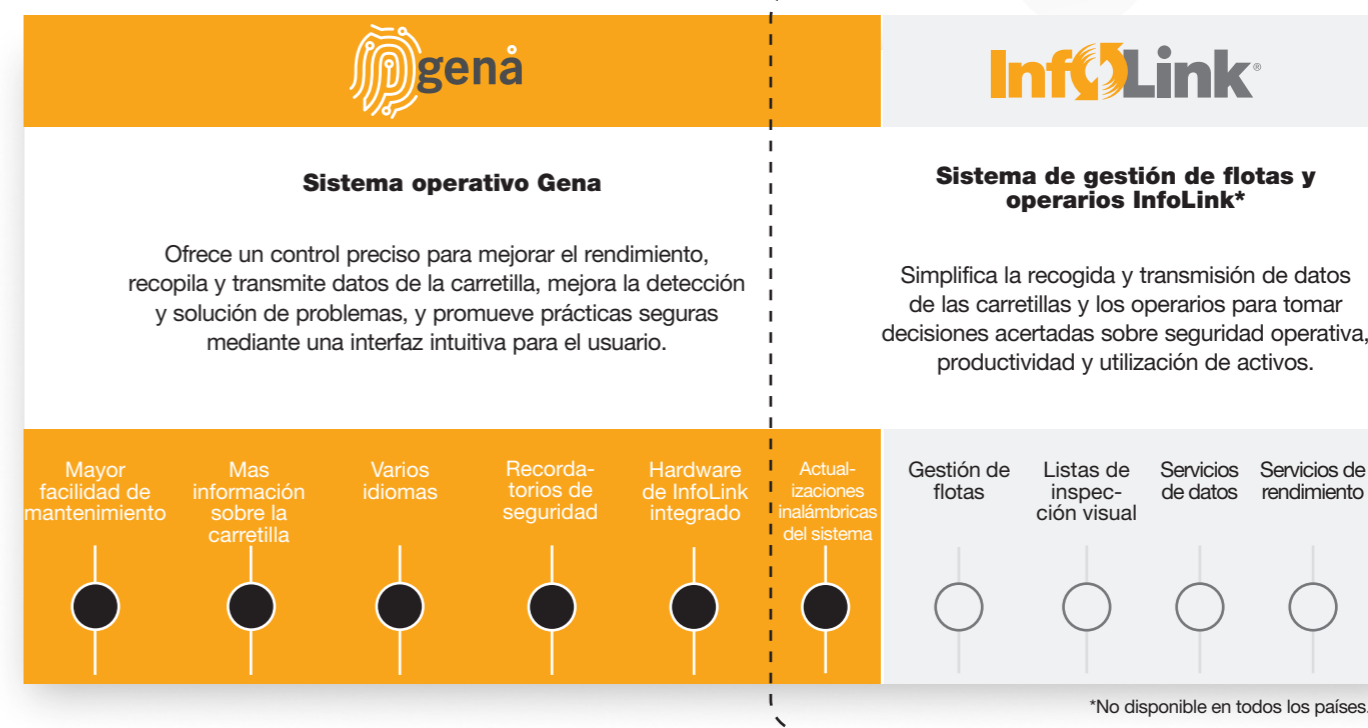 genå
InfoLink®
Sistema operativo Gena
Ofrece un control preciso para mejorar el rendimiento,
recopila y transmite datos de la carretilla, mejora la detección
y solución de problemas, y promueve prácticas seguras
mediante una interfaz intuitiva para el usuario.
Sistema de gestión de flotas y
operarios InfoLink*
Simplifica la recogida y transmisión de datos
de las carretillas y los operarios para tomar
decisiones acertadas sobre seguridad operativa,
productividad y utilización de activos.
Mayor
facilidad de
mantenimiento
Mas
información
sobre la
carretilla
Varios
idiomas
Recorda-
torios de
seguridad
Hardware
de InfoLink
integrado
Actual-
izaciones
inalámbricas
del sistema
Gestión de
flotas
Listas de
inspec-
ción visual
Servicios
de datos
Servicios de
rendimiento
*No disponible en todos los países.